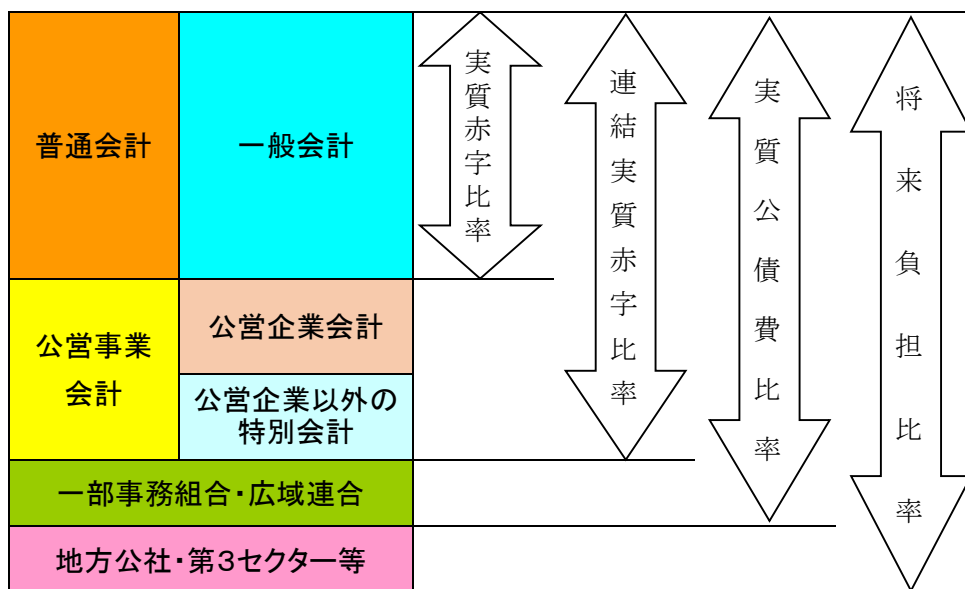 普通会計
一般会計
実質赤字比率
連結実質赤字比率
実質公債費比率
将来負担比率
公営事業
会計
公営企業会計
公営企業以外の
特別会計
一部事務組合・広域連合
地方公社・第3セクター等